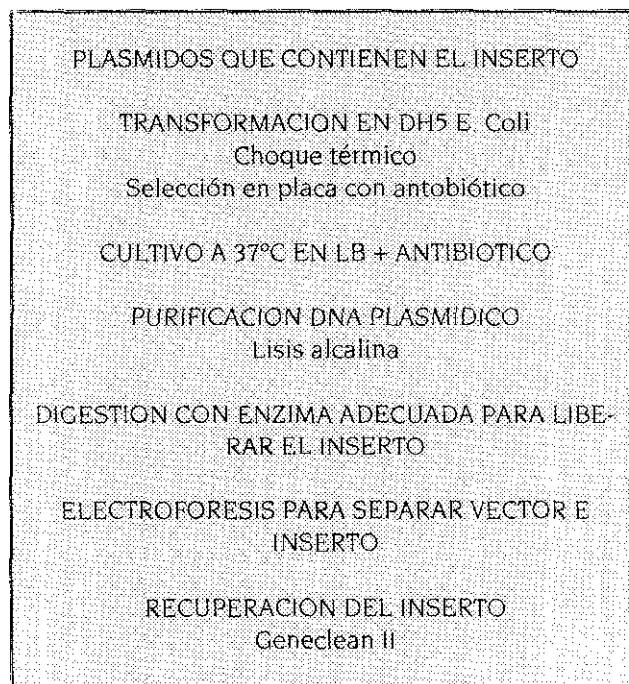 PLASMIDOS QUE CONTIENEN EL INSERTO
TRANSFORMACION EN DH5 E. Coli
Choque térmico
Selección en placa con antobiótico
CULTIVO A 37ºC EN LB + ANTIBIOTICO
PURIFICACION DNA PLASMIDICO
Lisis alcalina
DIGESTION CON ENZIMA ADECUADA PARA LIBE-
RAR EL INSERTO
ELECTROFORESIS PARA SEPARAR VECTOR E
INSERTO
RECUPERACION DEL INSERTO
Geneclean II